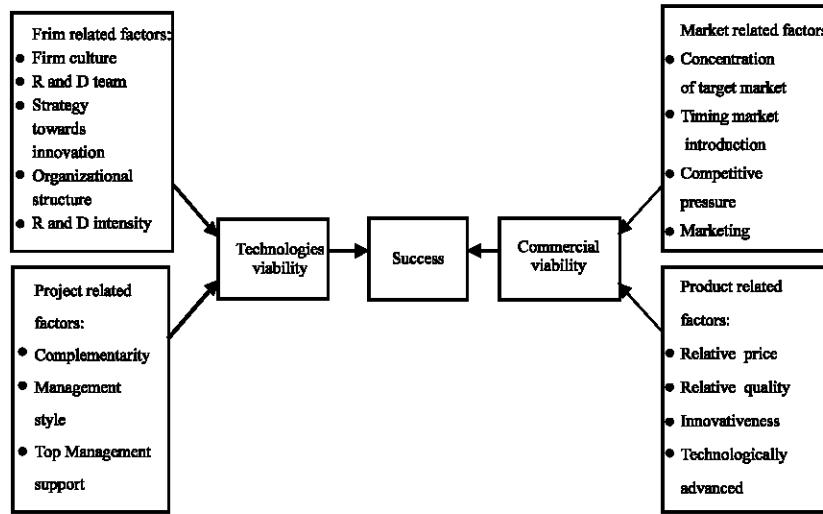 Frim related factors:
● Firm culture
● R and D team
● Strategy
towards
innovation
● Organizational
structure
● R and D intensity
Project related
factors:
● Complementarity
● Management
style
● Top Management
support
Technologies
viability
Success
Commercial
viability
Market related factors
● Concentration
of target market
● Timing market
introduction
● Competitive
pressure
● Marketing
Product related
factors:
● Relative price
● Relative quality
● Innovativeness
● Technologically
advanced